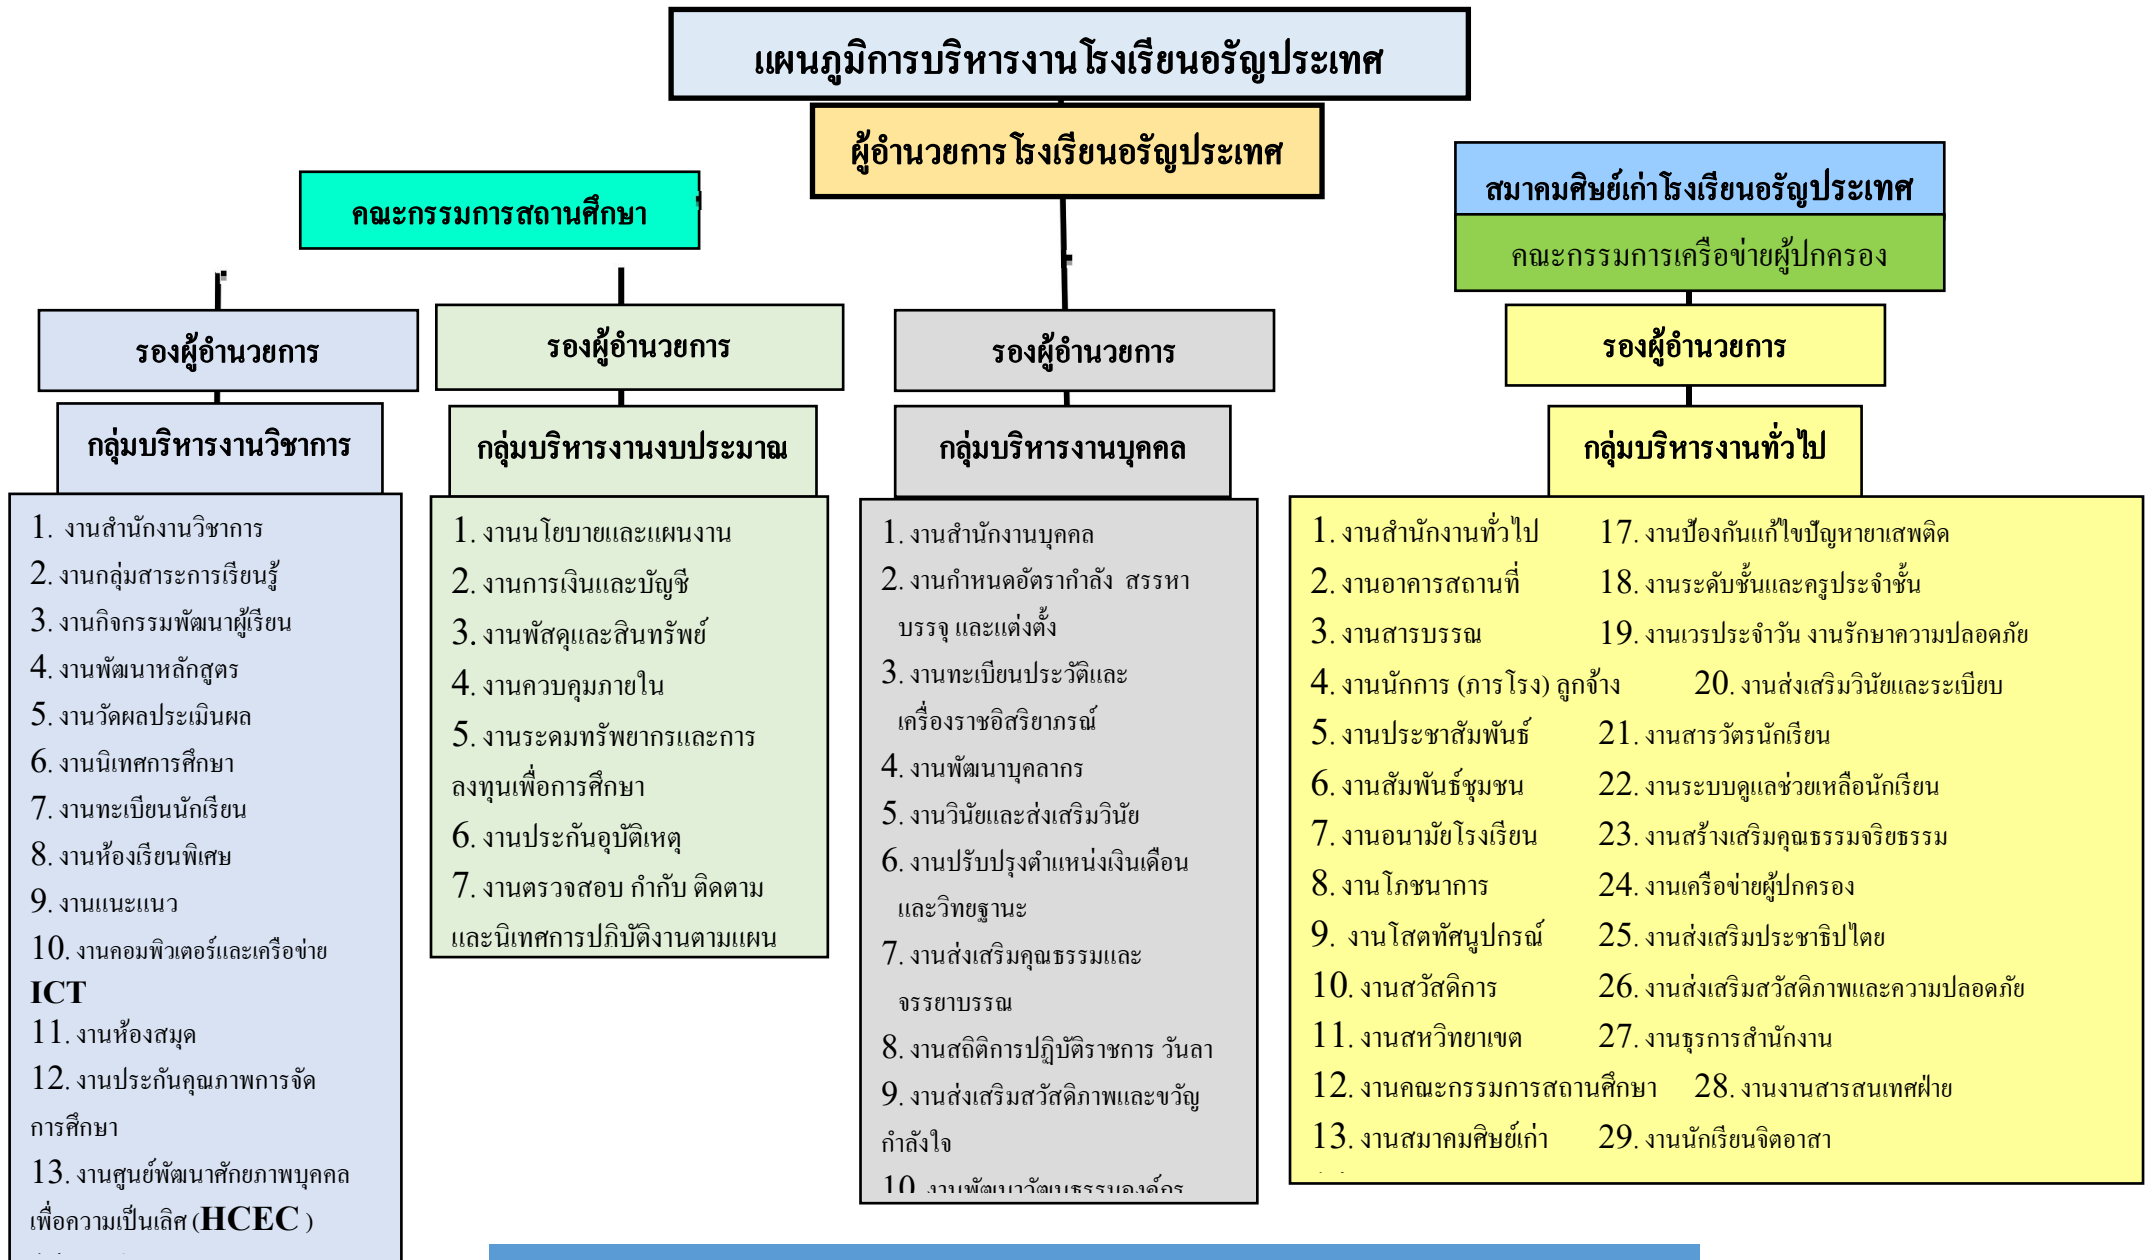 แผนภูมิการบริหารงานโรงเรียนอรัญประเทศ
ผู้อำนวยการโรงเรียนอรัญประเทศ
คณะกรรมการสถานศึกษา
สมาคมศิษย์เก่าโรงเรียนอรัญประเทศ
คณะกรรมการเครือข่ายผู้ปกครอง
รองผู้อำนวยการ
กลุ่มบริหารงานวิชาการ
1. งานสำนักงานวิชาการ
2. งานกลุ่มสาระการเรียนรู้
3. งานกิจกรรมพัฒนาผู้เรียน
4. งานพัฒนาหลักสูตร
5. งานวัดผลประเมินผล
6. งานนิเทศการศึกษา
7. งานทะเบียนนักเรียน
8. งานห้องเรียนพิเศษ
9. งานแนะแนว
10. งานคอมพิวเตอร์และเครือข่าย
ICT
11. งานห้องสมุด
12. งานประกันคุณภาพการจัด
การศึกษา
13. งานศูนย์พัฒนาศักยภาพบุคคล
เพื่อความเป็นเลิศ (HCEC )
รองผู้อำนวยการ
กลุ่มบริหารงานงบประมาณ
1. งานนโยบายและแผนงาน
2. งานการเงินและบัญชี
3. งานพัสดุและสินทรัพย์
4. งานควบคุมภายใน
5. งานระดมทรัพยากรและการ
ลงทุนเพื่อการศึกษา
6. งานประกันอุบัติเหตุ
7. งานตรวจสอบ กำกับ ติดตาม
และนิเทศการปฏิบัติงานตามแผน
รองผู้อำนวยการ
กลุ่มบริหารงานบุคคล
1. งานสำนักงานบุคคล
2. งานกำหนดอัตรากำลัง สรรหา
บรรจุ และแต่งตั้ง
3. งานทะเบียนประวัติและ
เครื่องราชอิสริยาภรณ์
4. งานพัฒนาบุคลากร
5. งานวินัยและส่งเสริมวินัย
6. งานปรับปรุงตำแหน่งเงินเดือน
และวิทยฐานะ
7. งานส่งเสริมคุณธรรมและ
จรรยาบรรณ
8. งานสถิติการปฏิบัติราชการ วันลา
9. งานส่งเสริมสวัสดิภาพและขวัญ
กำลังใจ
10. งานพัฒนาวัฒนธรรมองค์กร
รองผู้อำนวยการ
กลุ่มบริหารงานทั่วไป
1. งานสำนักงานทั่วไป
2. งานอาคารสถานที่
3. งานสารบรรณ
4. งานนักการ (ภารโรง) ลูกจ้าง
5. งานประชาสัมพันธ์
6. งานสัมพันธ์ชุมชน
7. งานอนามัยโรงเรียน
8. งานโภชนาการ
9. งานโสตทัศนูปกรณ์
10. งานสวัสดิการ
11. งานสหวิทยาเขต
12. งานคณะกรรมการสถานศึกษา
13. งานสมาคมศิษย์เก่า
17. งานป้องกันแก้ไขปัญหายาเสพติด
18. งานระดับชั้นและครูประจำชั้น
19. งานเวรประจำวัน งานรักษาความปลอดภัย
20. งานส่งเสริมวินัยและระเบียบ
21. งานสารวัตรนักเรียน
22. งานระบบดูแลช่วยเหลือนักเรียน
23. งานสร้างเสริมคุณธรรมจริยธรรม
24. งานเครือข่ายผู้ปกครอง
25. งานส่งเสริมประชาธิปไตย
26. งานส่งเสริมสวัสดิภาพและความปลอดภัย
27. งานธุรการสำนักงาน
28. งานงานสารสนเทศฝ่าย
29. งานนักเรียนจิตอาสา